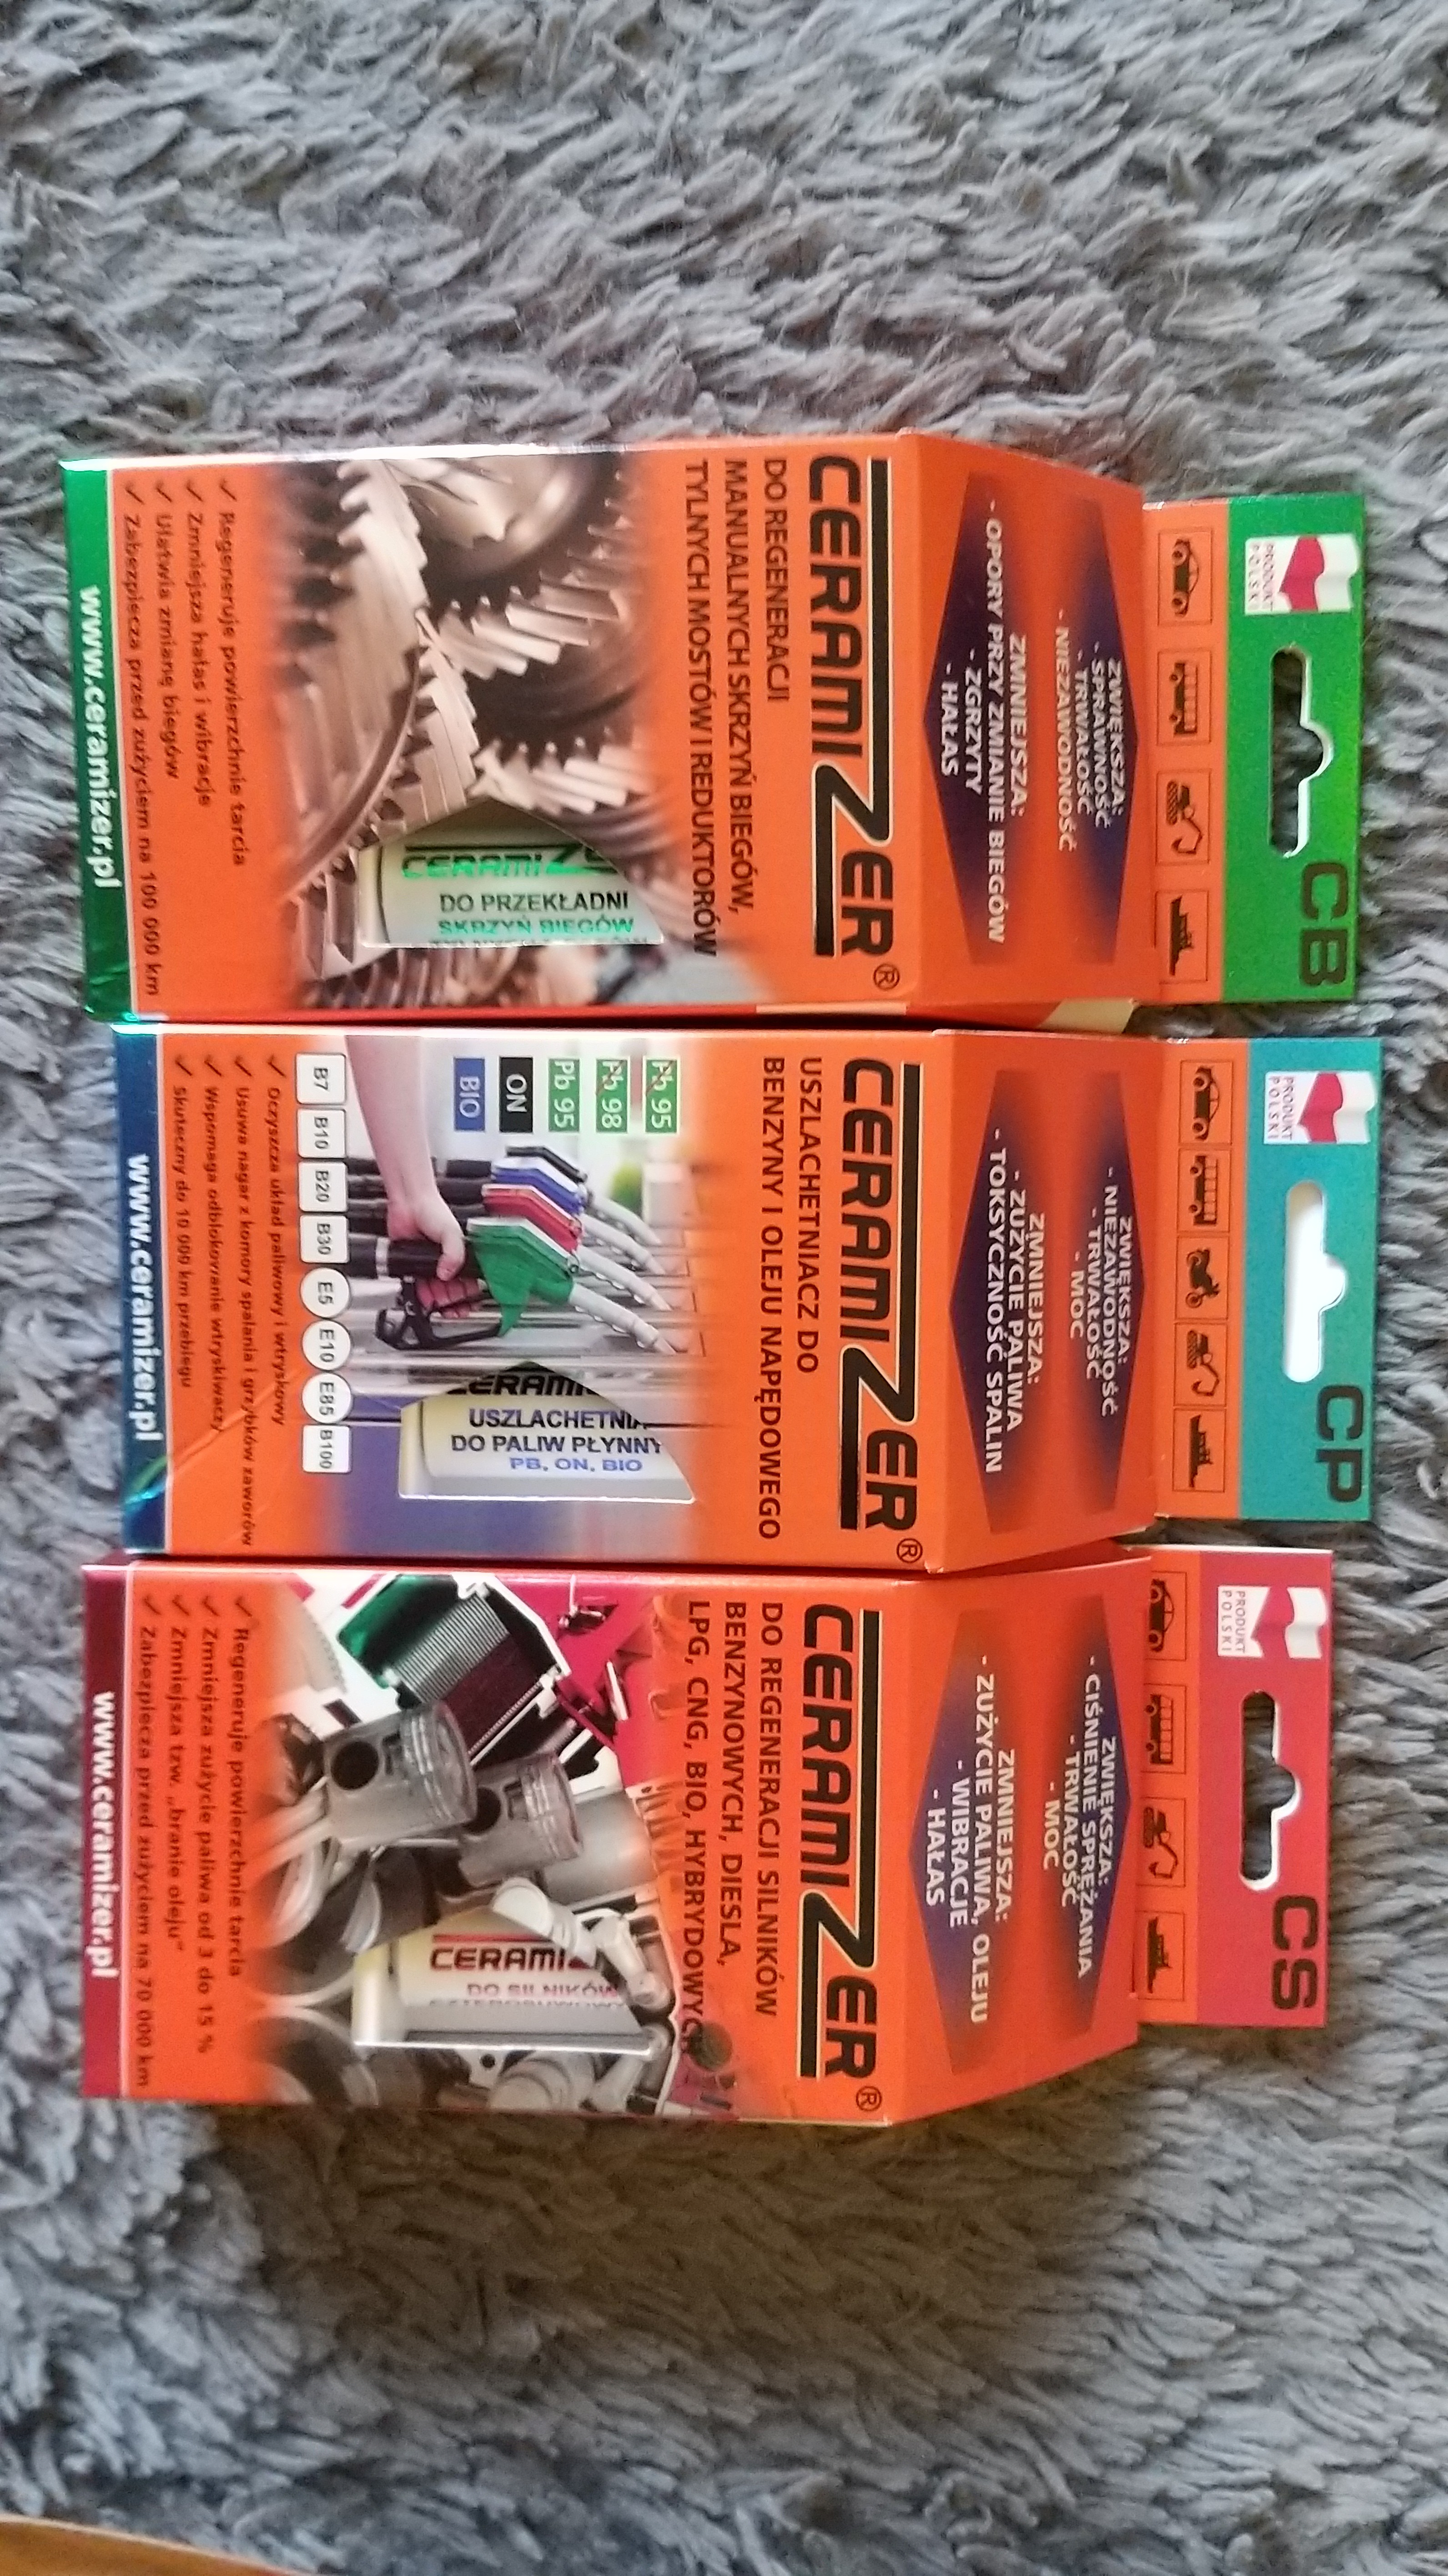 PRODUKT
POLSKI
CB
ZWIĘKSZA:
- SPRAWNOŚĆ
- TRWAŁOŚĆ
- NIEZAWODNOŚĆ
ZMNIEJSZA:
- OPORY PRZY ZMIANIE BIEGÓW
- ZGRZYTY
- HAŁAS
CERAMIZER®
DO REGENERACJI
MANUALNYCH SKRZYŃ BIEGÓW,
TYLNYCH MOSTÓW I REDUKTORÓW
CERAMIZE
DO PRZEKŁADNI
SKRZYŃ BIEGÓW
✓ Regeneruje powierzchnie tarcia
✓ Zmniejsza hałas i wibracje
✓ Ułatwia zmianę biegów
✓ Zabezpiecza przed zużyciem na 100 000 km
www.ceramizer.pl
PRODUKT
POLSKI
CP
ZWIĘKSZA:
- NIEZAWODNOŚĆ
- TRWAŁOŚĆ
- MOC
ZMNIEJSZA:
- ZUŻYCIE PALIWA
- TOKSYCZNOŚĆ SPALIN
CERAMIZER®
USZLACHETNIACZ DO
BENZYNY I OLEJU NAPĘDOWEGO
Pb 95
Pb 98
Pb 95
ON
BIO
CERAMIZ
USZLACHETNIA
DO PALIW PŁYNNY
PB, ON, BIO
B7 B10 B20 B30 E5 E10 E85 B100
✓ Oczyszcza układ paliwowy i wtryskowy
✓ Usuwa nagar z komory spalania i grzybków zaworów
✓ Wspomaga odblokowanie wtryskiwaczy
✓ Skuteczny do 10 000 km przebiegu
www.ceramizer.pl
PRODUKT
POLSKI
CS
ZWIĘKSZA:
- CIŚNIENIE SPRĘŻANIA
- TRWAŁOŚĆ
- MOC
ZMNIEJSZA:
- ZUŻYCIE PALIWA, OLEJU
- WIBRACJE
- HAŁAS
CERAMIZER®
DO REGENERACJI SILNIKÓW
BENZYNOWYCH, DIESLA,
LPG, CNG, BIO, HYBRYDOWYCH
CERAMIZ
DO SILNIKÓW
✓ Regeneruje powierzchnie tarcia
✓ Zmniejsza zużycie paliwa od 3 do 15 %
✓ Zmniejsza tzw. „branie oleju”
✓ Zabezpiecza przed zużyciem na 70 000 km
www.ceramizer.pl